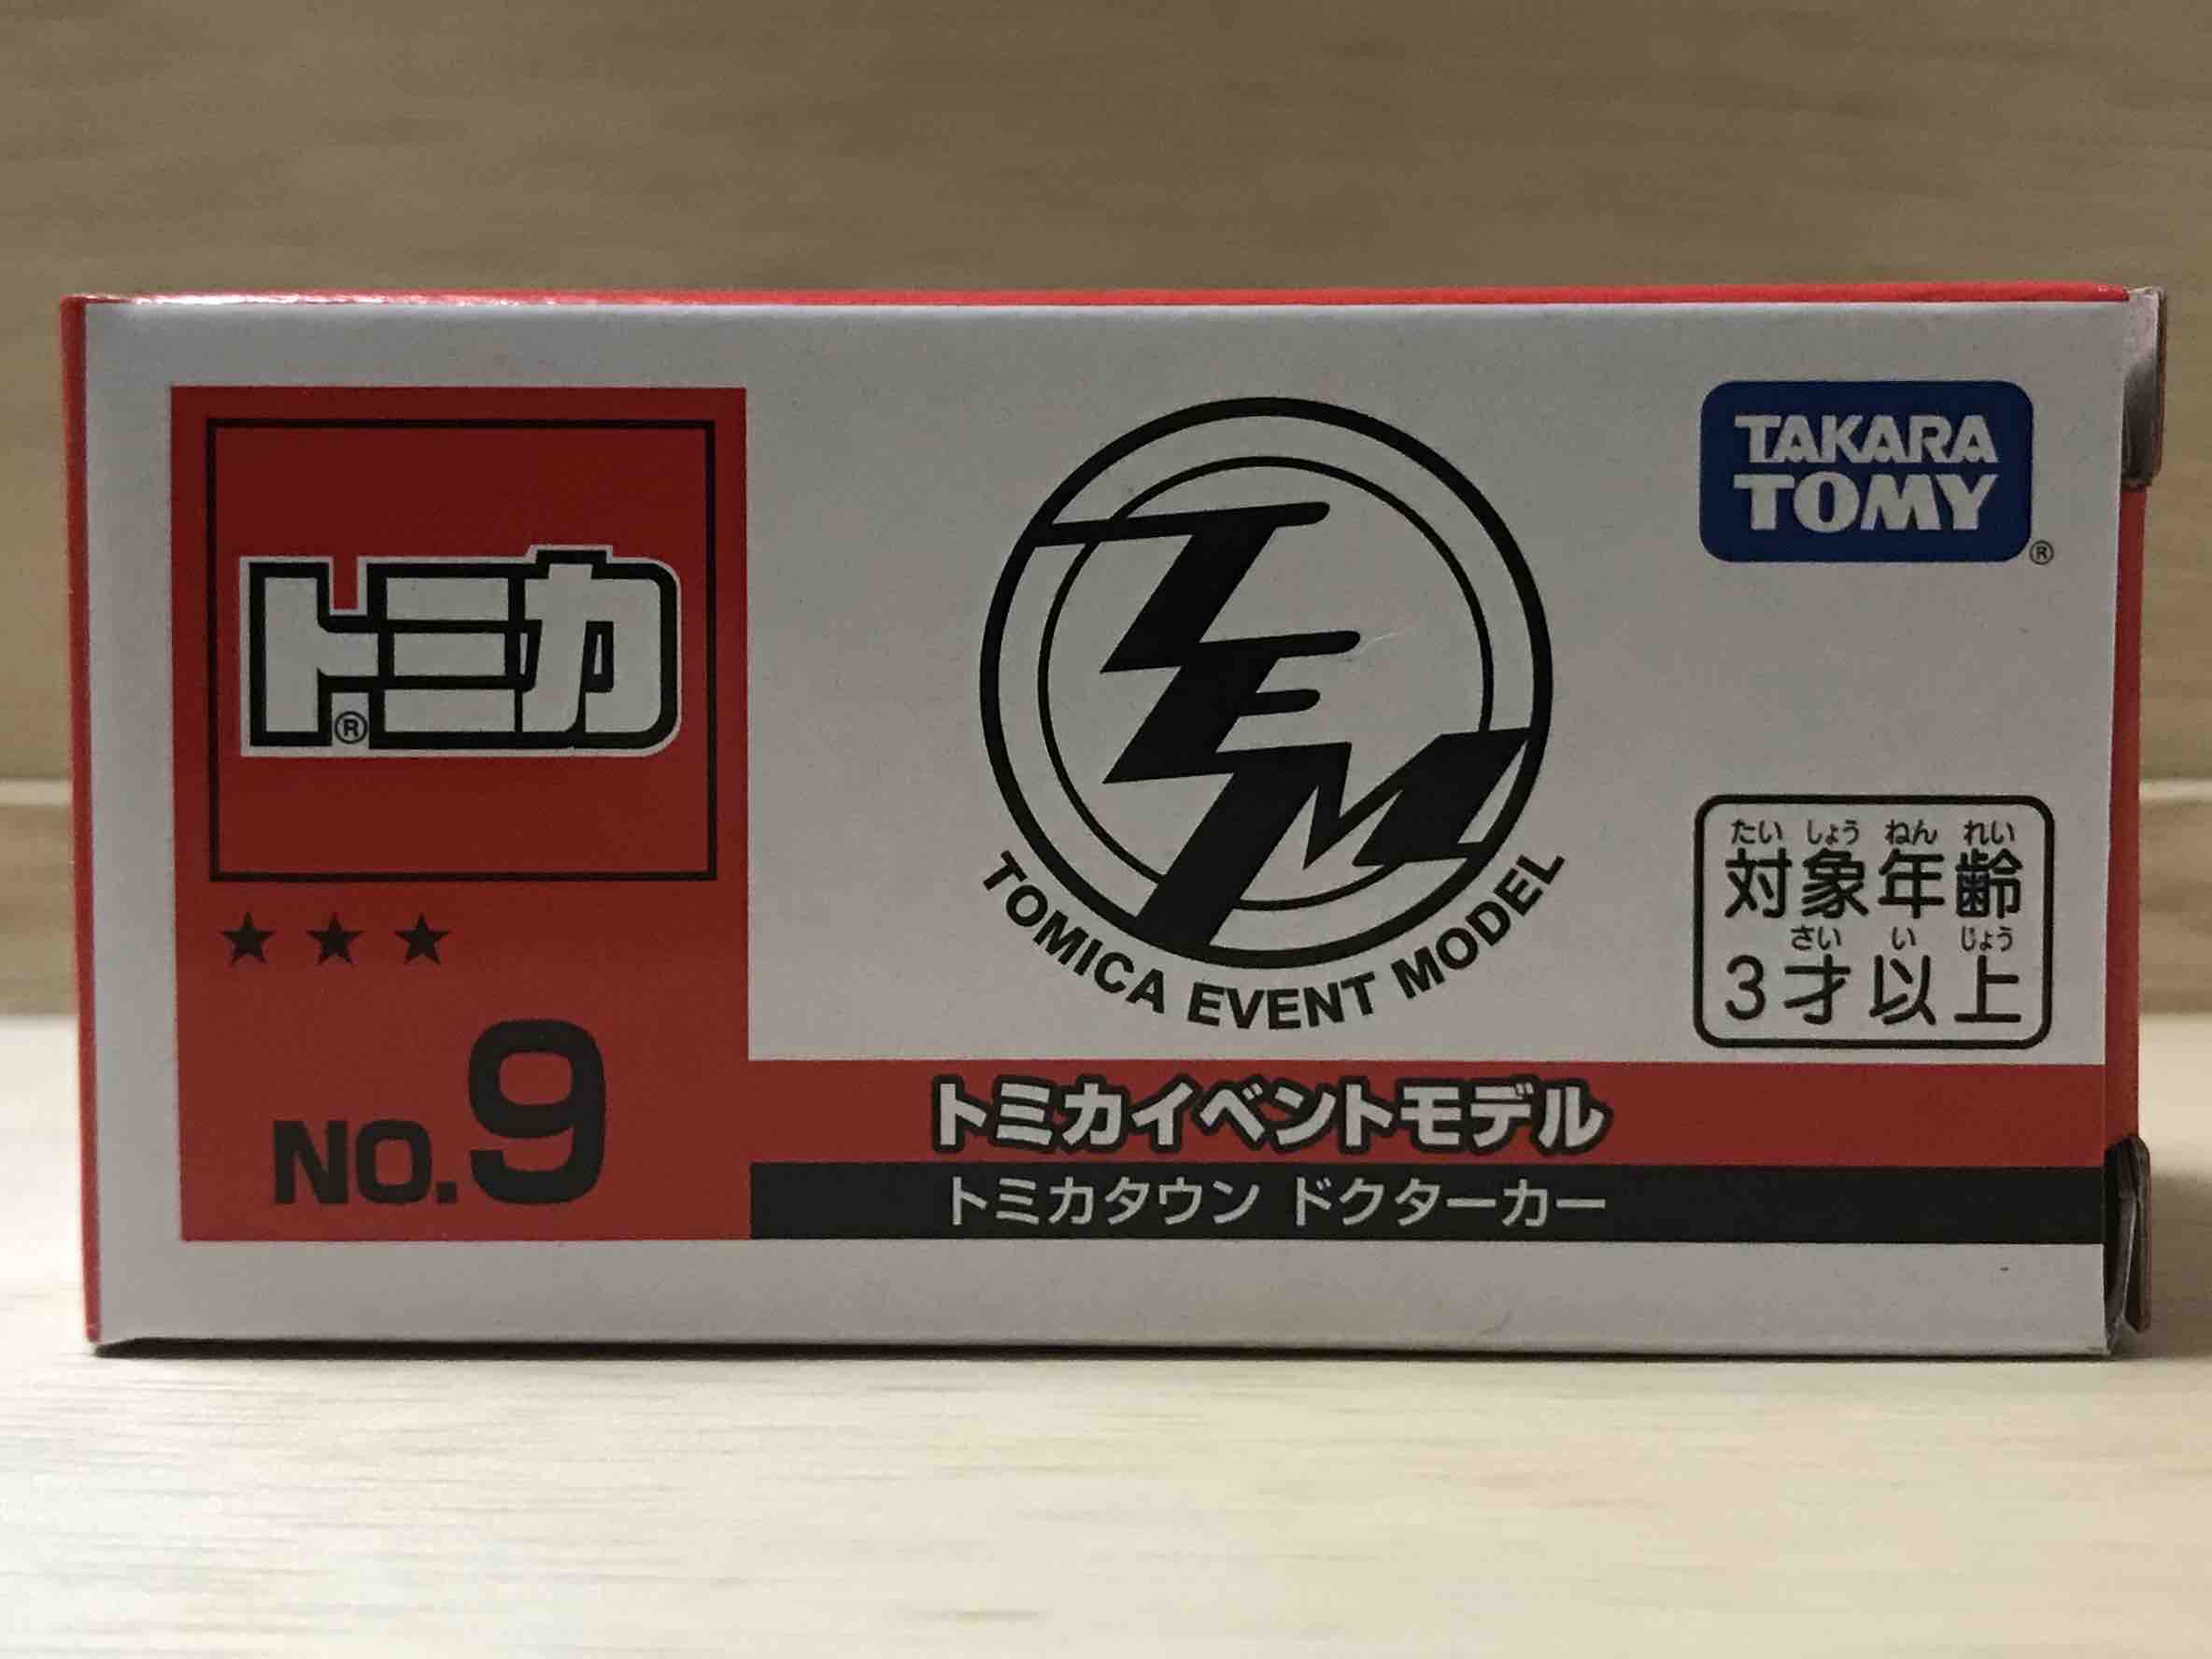 トミカ
®
★ ★ ★
NO.9
TEM
TOMICA EVENT MODEL
TAKARA
TOMY
®
たい しょう ねん れい
対象年齢
さい い じょう
3才以上
トミカイベントモデル
トミカタウン ドクターカー